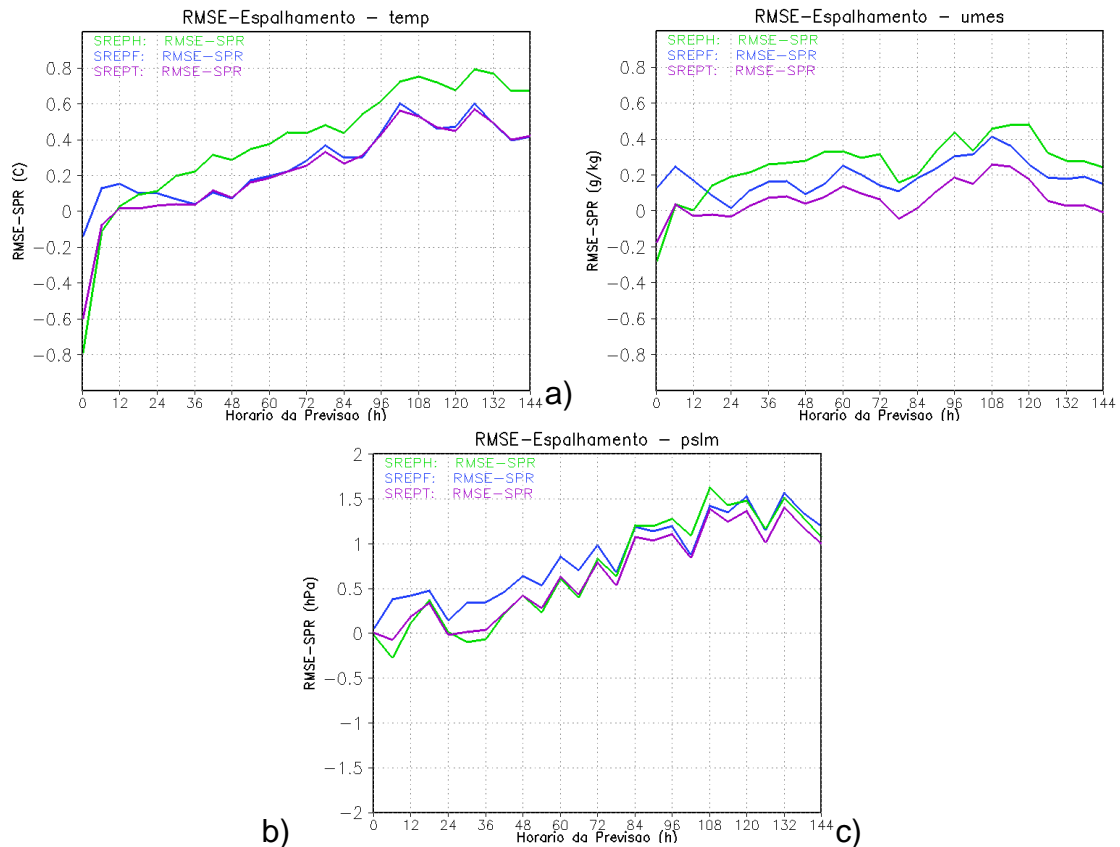 RMSE-Espalhamento - temp
SREPH: RMSE-SPR
SREPF: RMSE-SPR
SREPT: RMSE-SPR
RMSE-SPR (C)
0.8
0.6
0.4
0.2
0
-0.2
-0.4
-0.6
-0.8
0 12 24 36 48 60 72 84 96 108 120 132 144
Horario da Previsao (h)
a)
RMSE-Espalhamento - umes
SREPH: RMSE-SPR
SREPF: RMSE-SPR
SREPT: RMSE-SPR
RMSE-SPR (g/kg)
0.8
0.6
0.4
0.2
0
-0.2
-0.4
-0.6
-0.8
0 12 24 36 48 60 72 84 96 108 120 132 144
Horario da Previsao (h)
b)
RMSE-Espalhamento - pslm
SREPH: RMSE-SPR
SREPF: RMSE-SPR
SREPT: RMSE-SPR
RMSE-SPR (hPa)
2
1.5
1
0.5
0
-0.5
-1
-1.5
-2
0 12 24 36 48 60 72 84 96 108 120 132 144
Horario da Previsao (h)
c)